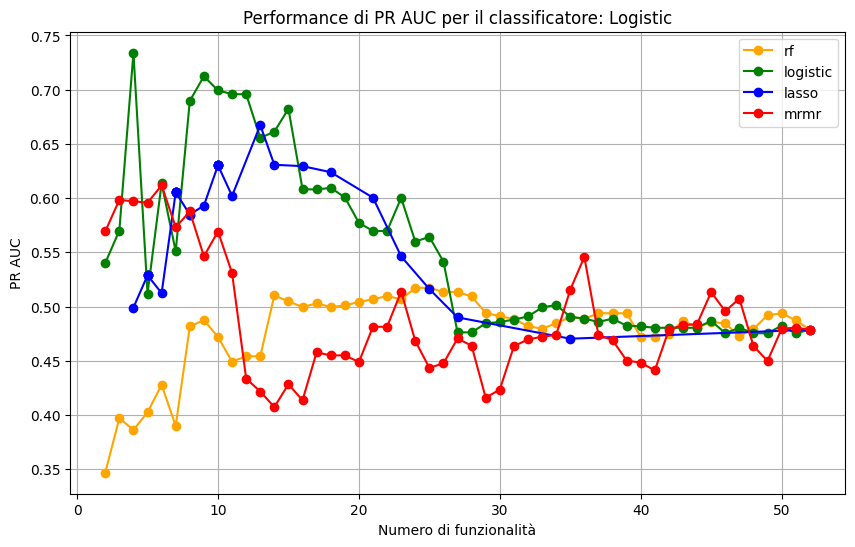 Performance di PR AUC per il classificatore: Logistic
rf
logistic
lasso
mrmr
PR AUC
0.75
0.70
0.65
0.60
0.55
0.50
0.45
0.40
0.35
0
10
20
30
40
50
Numero di funzionalità